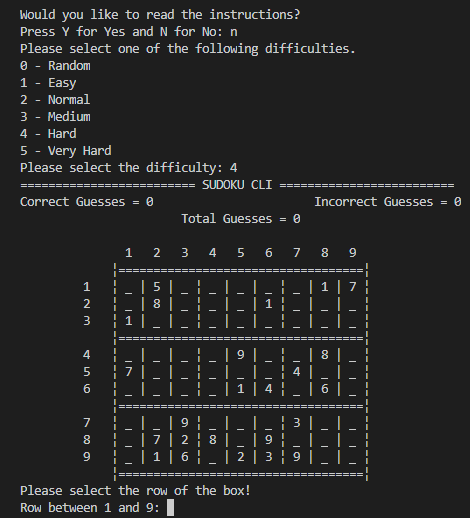 Would you like to read the instructions?
Press Y for Yes and N for No: n
Please select one of the following difficulties.
0 - Random
1 - Easy
2 - Normal
3 - Medium
4 - Hard
5 - Very Hard
Please select the difficulty: 4
========================= SUDOKU CLI =========================
Correct Guesses = 0                       Incorrect Guesses = 0
                       Total Guesses = 0

               1   2   3   4   5   6   7   8   9
             ¦===================================¦
         1   ¦ _ | 5 | _ ¦ _ | _ | _ ¦ _ | 1 | 7 ¦
         2   ¦ _ | 8 | _ ¦ _ | _ | 1 ¦ _ | _ | _ ¦
         3   ¦ 1 | _ | _ ¦ _ | _ | _ ¦ _ | _ | _ ¦
             ¦===================================¦
         4   ¦ _ | _ | _ ¦ _ | 9 | _ ¦ _ | 8 | _ ¦
         5   ¦ 7 | _ | _ ¦ _ | _ | _ ¦ 4 | _ | _ ¦
         6   ¦ _ | _ | _ ¦ _ | 1 | 4 ¦ _ | 6 | _ ¦
             ¦===================================¦
         7   ¦ _ | _ | 9 ¦ _ | _ | _ ¦ 3 | _ | _ ¦
         8   ¦ _ | 7 | 2 ¦ 8 | _ | 9 ¦ _ | _ | _ ¦
         9   ¦ _ | 1 | 6 ¦ _ | 2 | 3 ¦ 9 | _ | _ ¦
             ¦===================================¦
Please select the row of the box!
Row between 1 and 9: